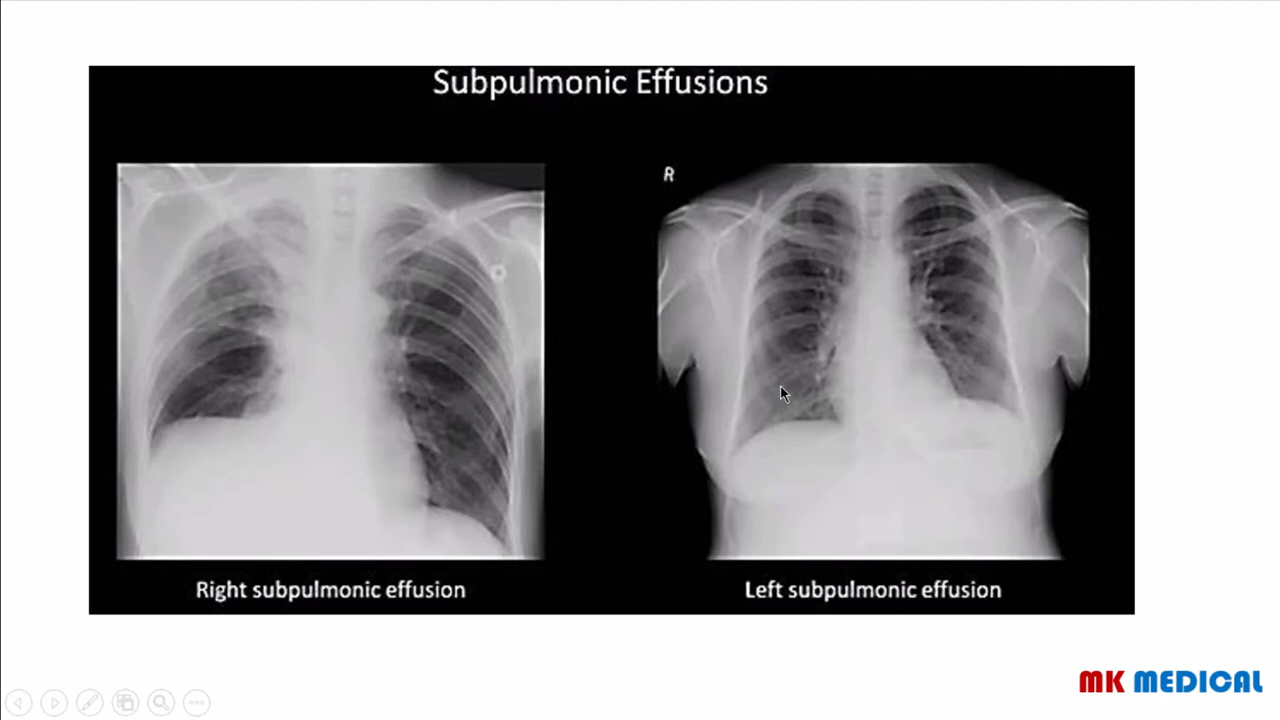 Subpulmonic Effusions
R
Right subpulmonic effusion
Left subpulmonic effusion
MK MEDICAL